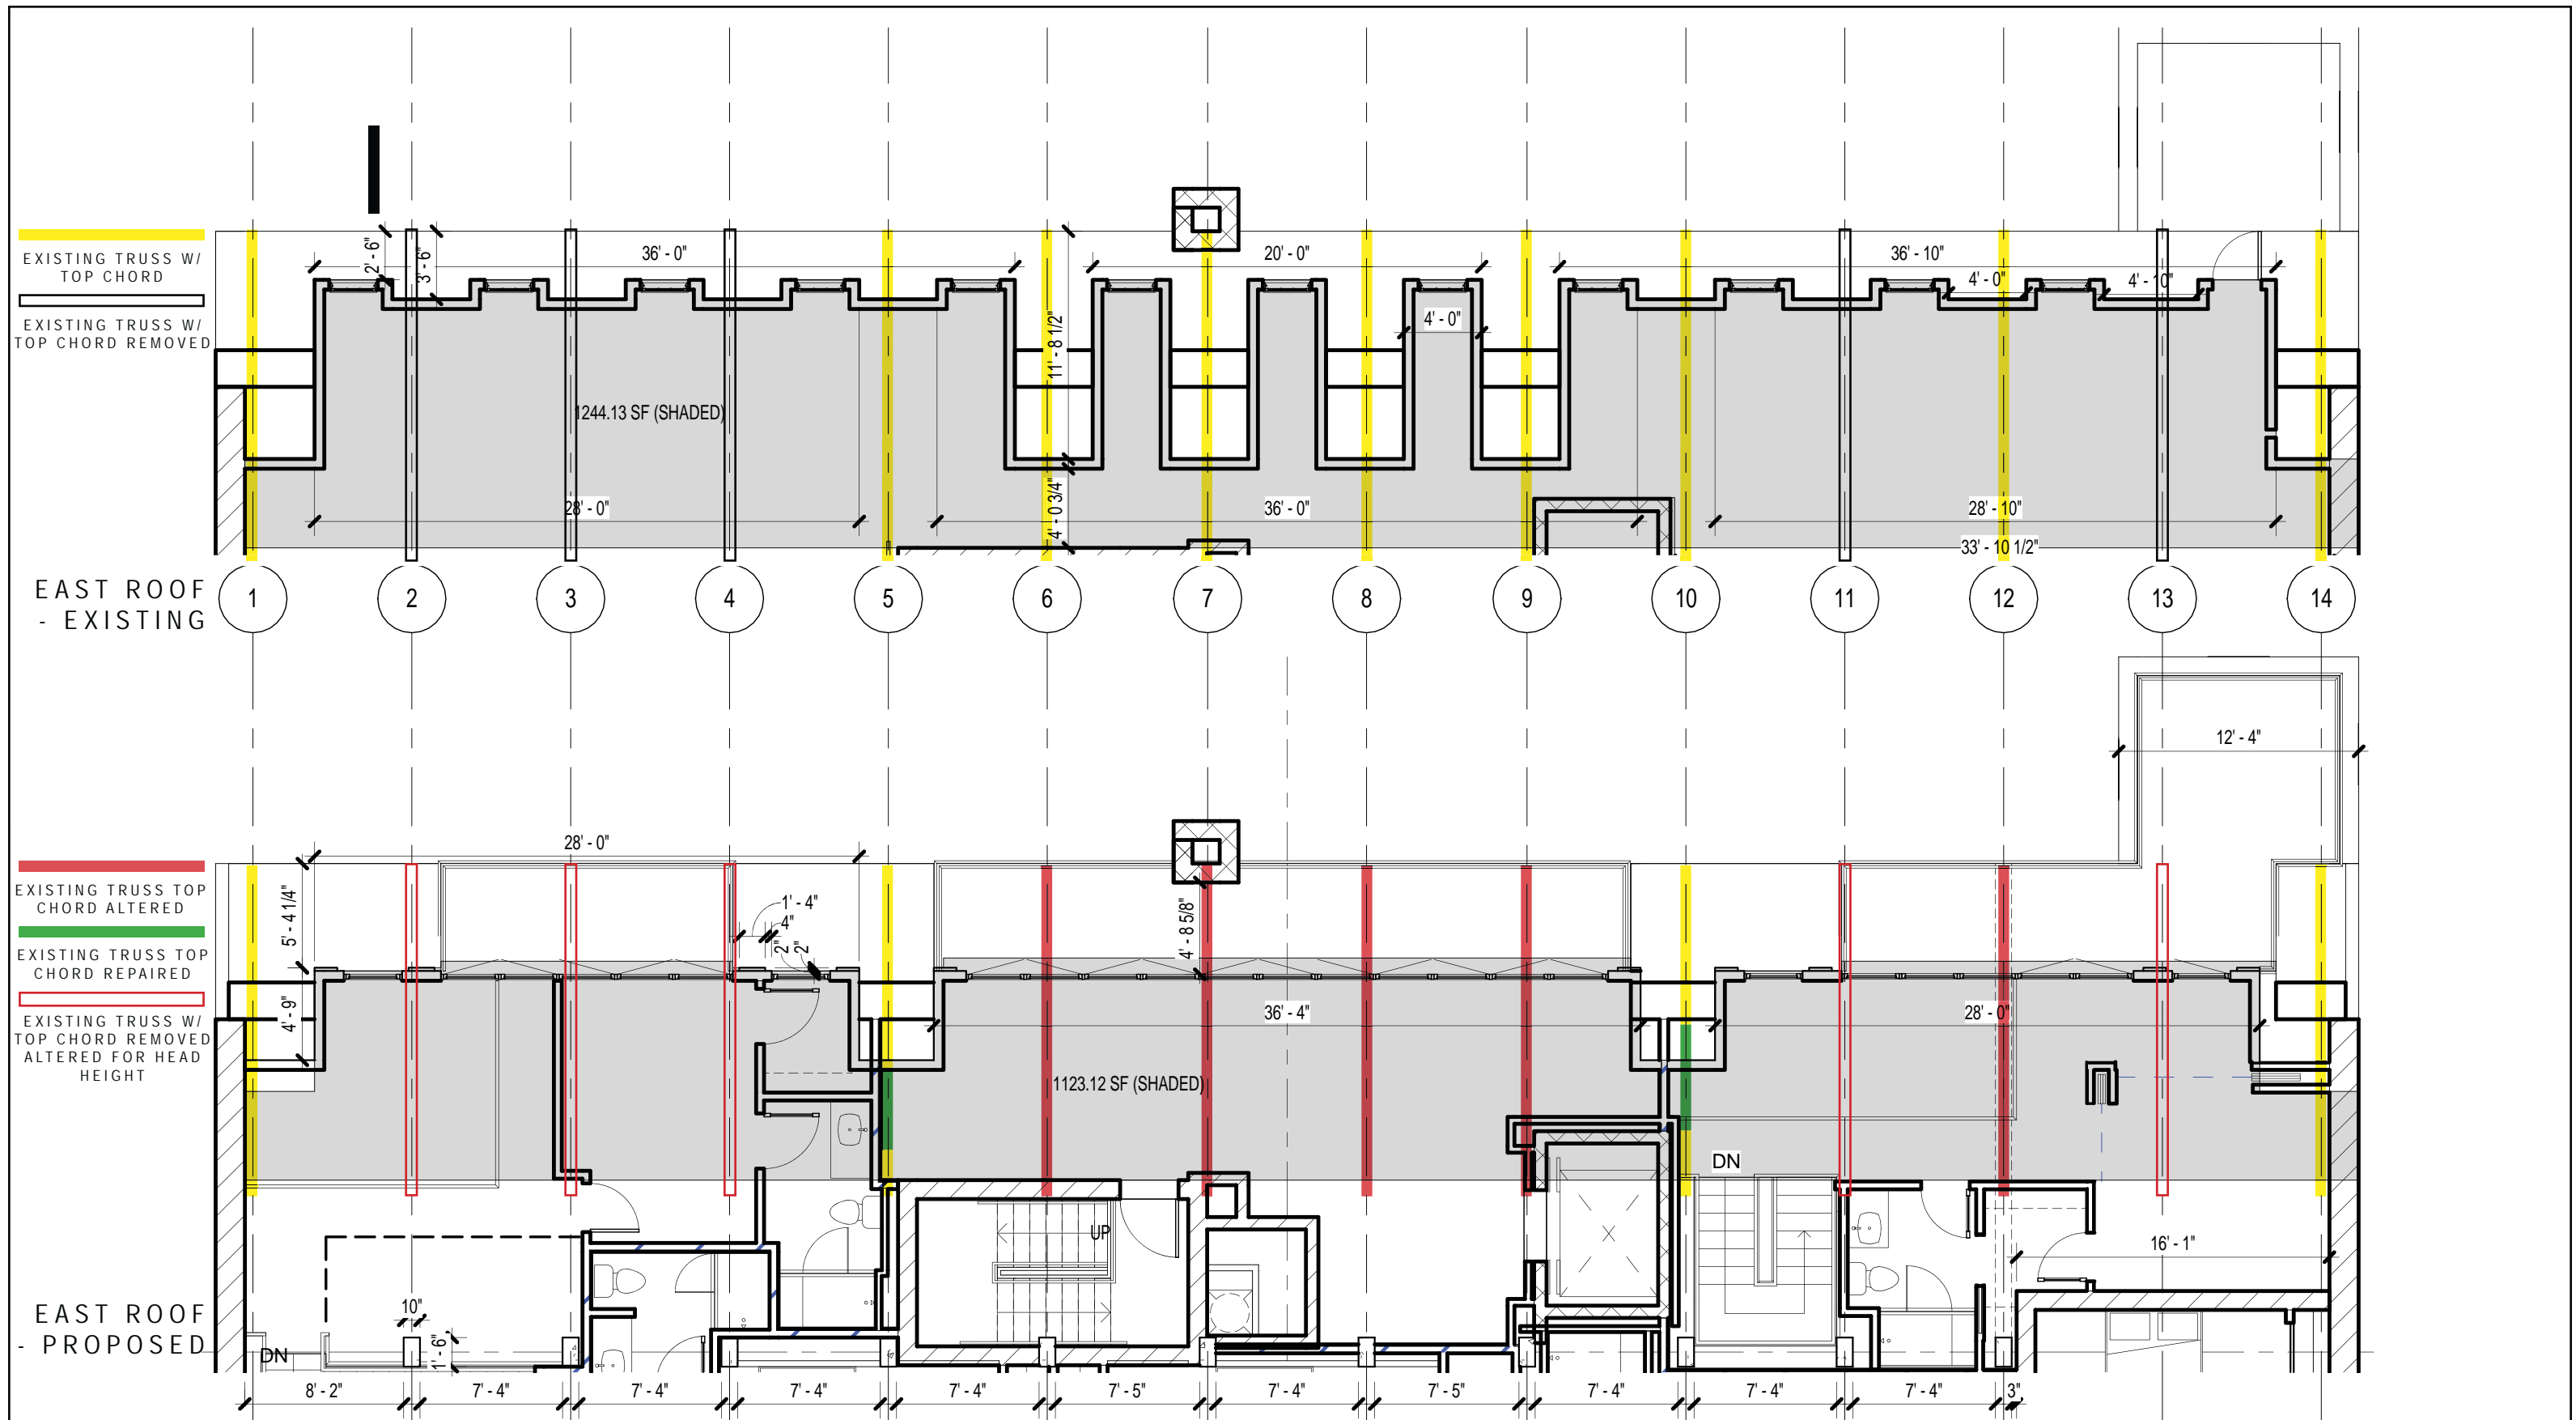 EXISTING TRUSS W/
TOP CHORD
EXISTING TRUSS W/
TOP CHORD REMOVED
2' - 6"
3' - 6"
36' - 0"
20' - 0"
36' - 10"
4' - 0"
4' - 10"
4' - 0"
11' - 8 1/2"
1244.13 SF (SHADED)
28' - 0"
4' - 0 3/4"
36' - 0"
28' - 10"
33' - 10 1/2"
EAST ROOF
- EXISTING
1
2
3
4
5
6
7
8
9
10
11
12
13
14
12' - 4"
28' - 0"
EXISTING TRUSS TOP
CHORD ALTERED
EXISTING TRUSS TOP
CHORD REPAIRED
EXISTING TRUSS W/
TOP CHORD REMOVED
ALTERED FOR HEAD
HEIGHT
5' - 4 1/4"
4' - 9"
1' - 4"
4"
2"
2"
4' - 8 5/8"
36' - 4"
28' - 0"
1123.12 SF (SHADED)
DN
UP
16' - 1"
EAST ROOF
- PROPOSED
10"
1' - 6"
DN
8' - 2"
7' - 4"
7' - 4"
7' - 4"
7' - 4"
7' - 5"
7' - 4"
7' - 5"
7' - 4"
7' - 4"
7' - 4"
3"